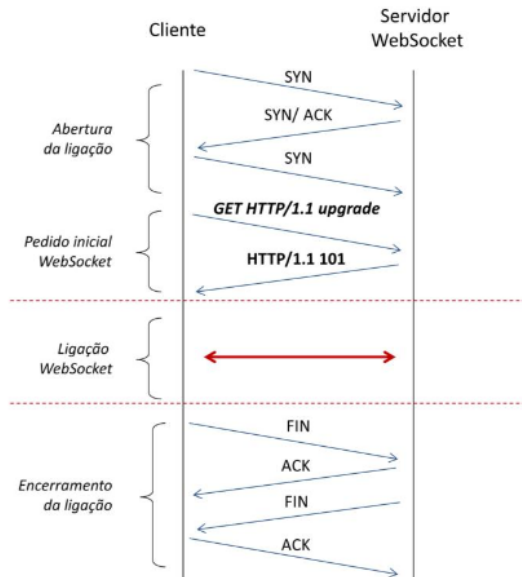 Cliente
Servidor
WebSocket
SYN
SYN/ ACK
Abertura
da ligação
SYN
GET HTTP/1.1 upgrade
Pedido inicial
WebSocket
HTTP/1.1 101
Ligação
WebSocket
FIN
ACK
Encerramento
da ligação
FIN
ACK